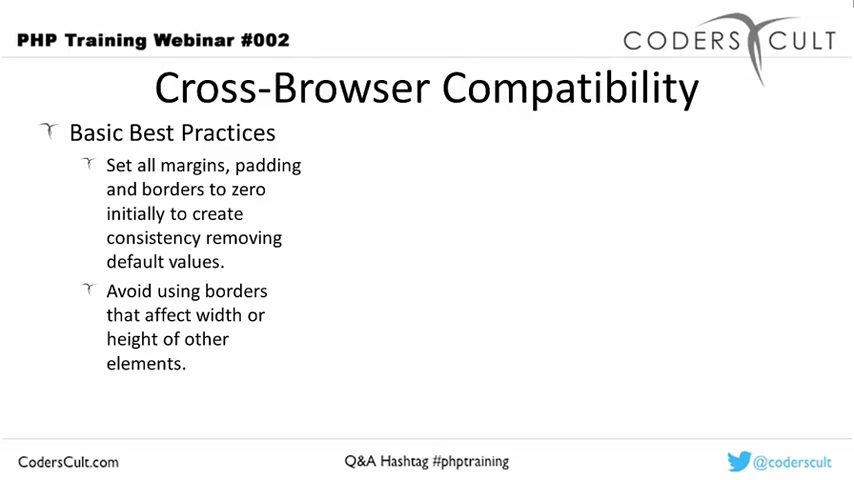 PHP Training Webinar #002
CODERS CULT
Cross-Browser Compatibility
Basic Best Practices
Set all margins, padding
and borders to zero
initially to create
consistency removing
default values.
Avoid using borders
that affect width or
height of other
elements.
CodersCult.com
Q&A Hashtag #phptraining
@coderscult